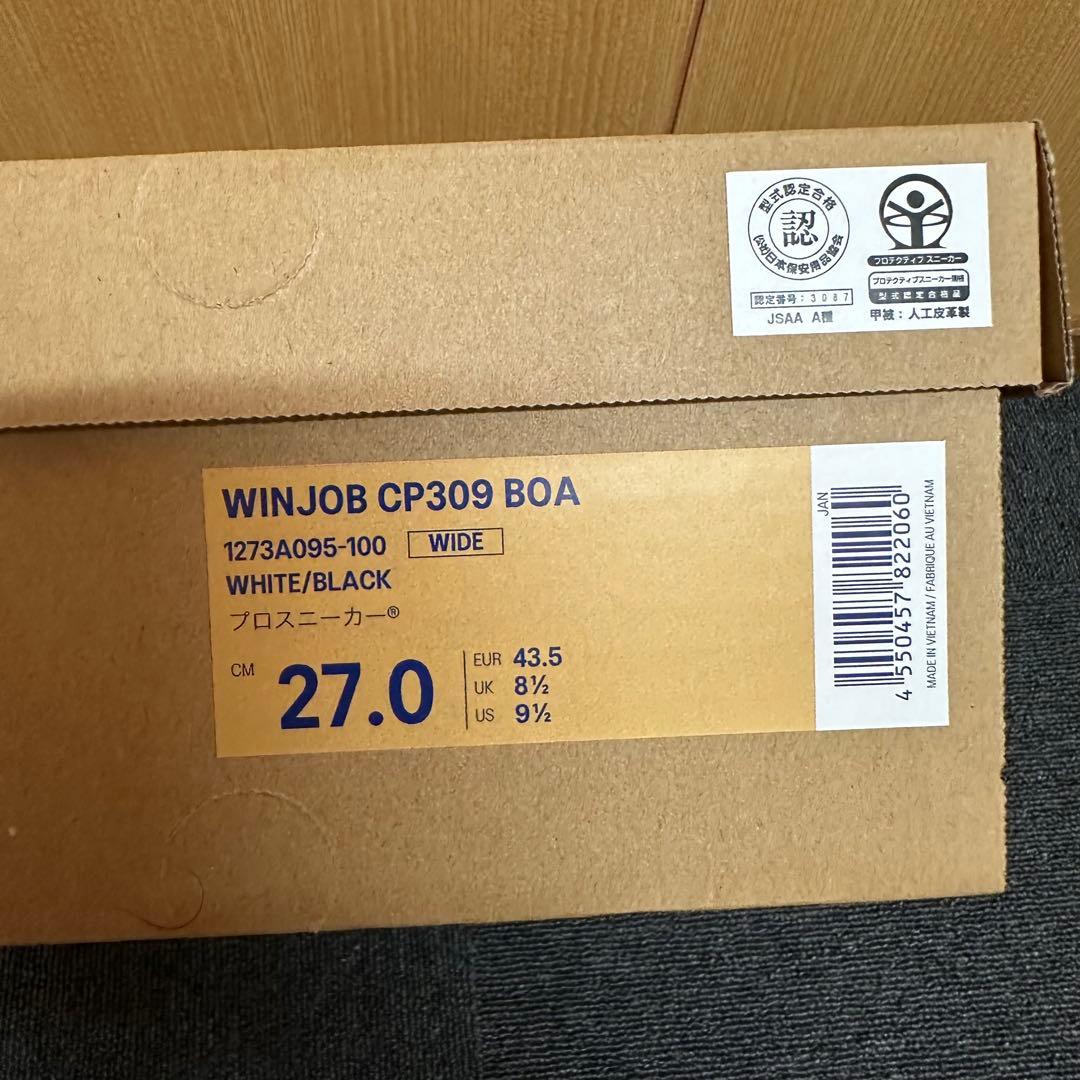 型式認定合格
認
(公社)日本保安用品協会
認定番号:3087
JSAA A種
プロテクティブ スニーカー
プロテクティブスニーカー規格
型式認定合格品
甲被:人工皮革製
WINJOB CP309 BOA
1273A095-100 WIDE
WHITE/BLACK
プロスニーカー®
CM 27.0
EUR 43.5
UK 8½
US 9½
JAN
4 550457 822060
MADE IN VIETNAM / FABRIQUE AU VIETNAM